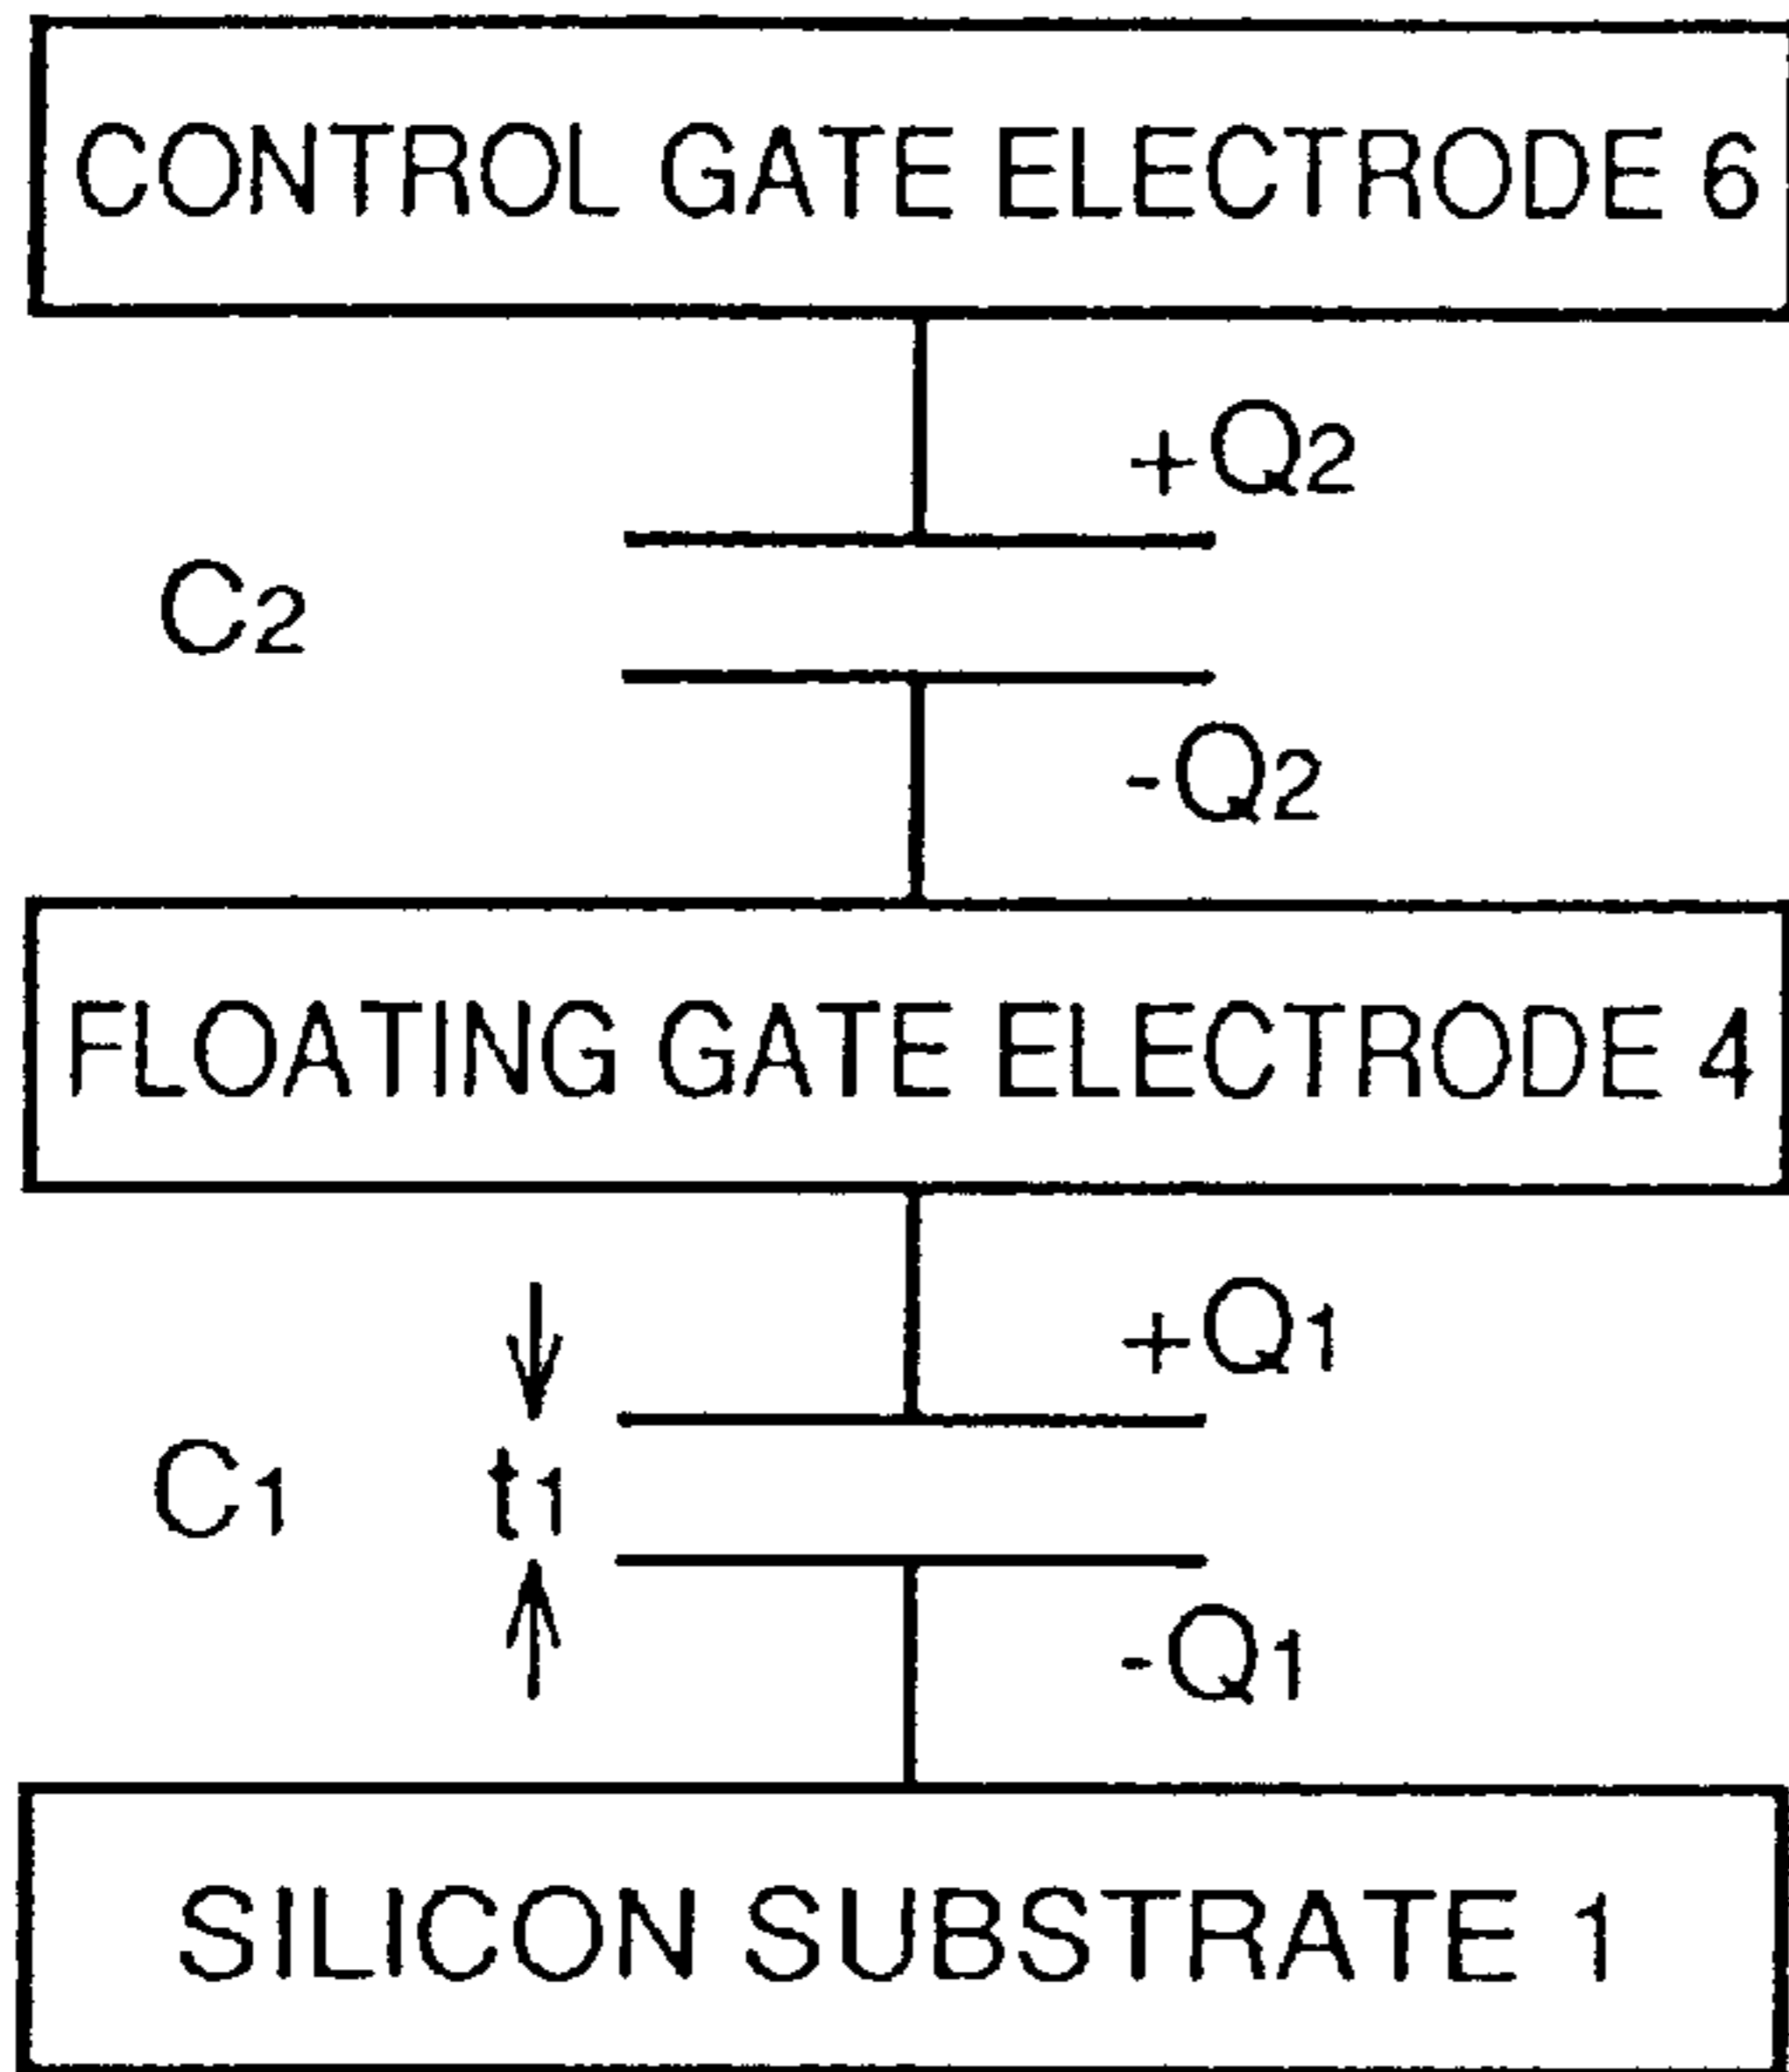 CONTROL GATE ELECTRODE 6
+Q2
C2
-Q2
FLOATING GATE ELECTRODE 4
+Q1
C1 t1
-Q1
SILICON SUBSTRATE 1